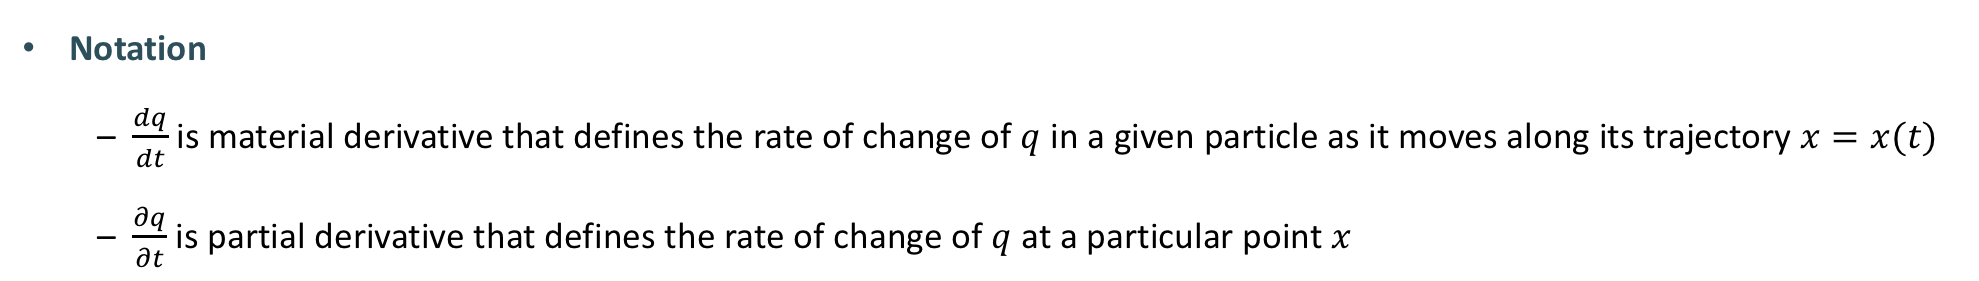 • Notation
– dq/dt is material derivative that defines the rate of change of q in a given particle as it moves along its trajectory x = x(t)
– ∂q/∂t is partial derivative that defines the rate of change of q at a particular point x